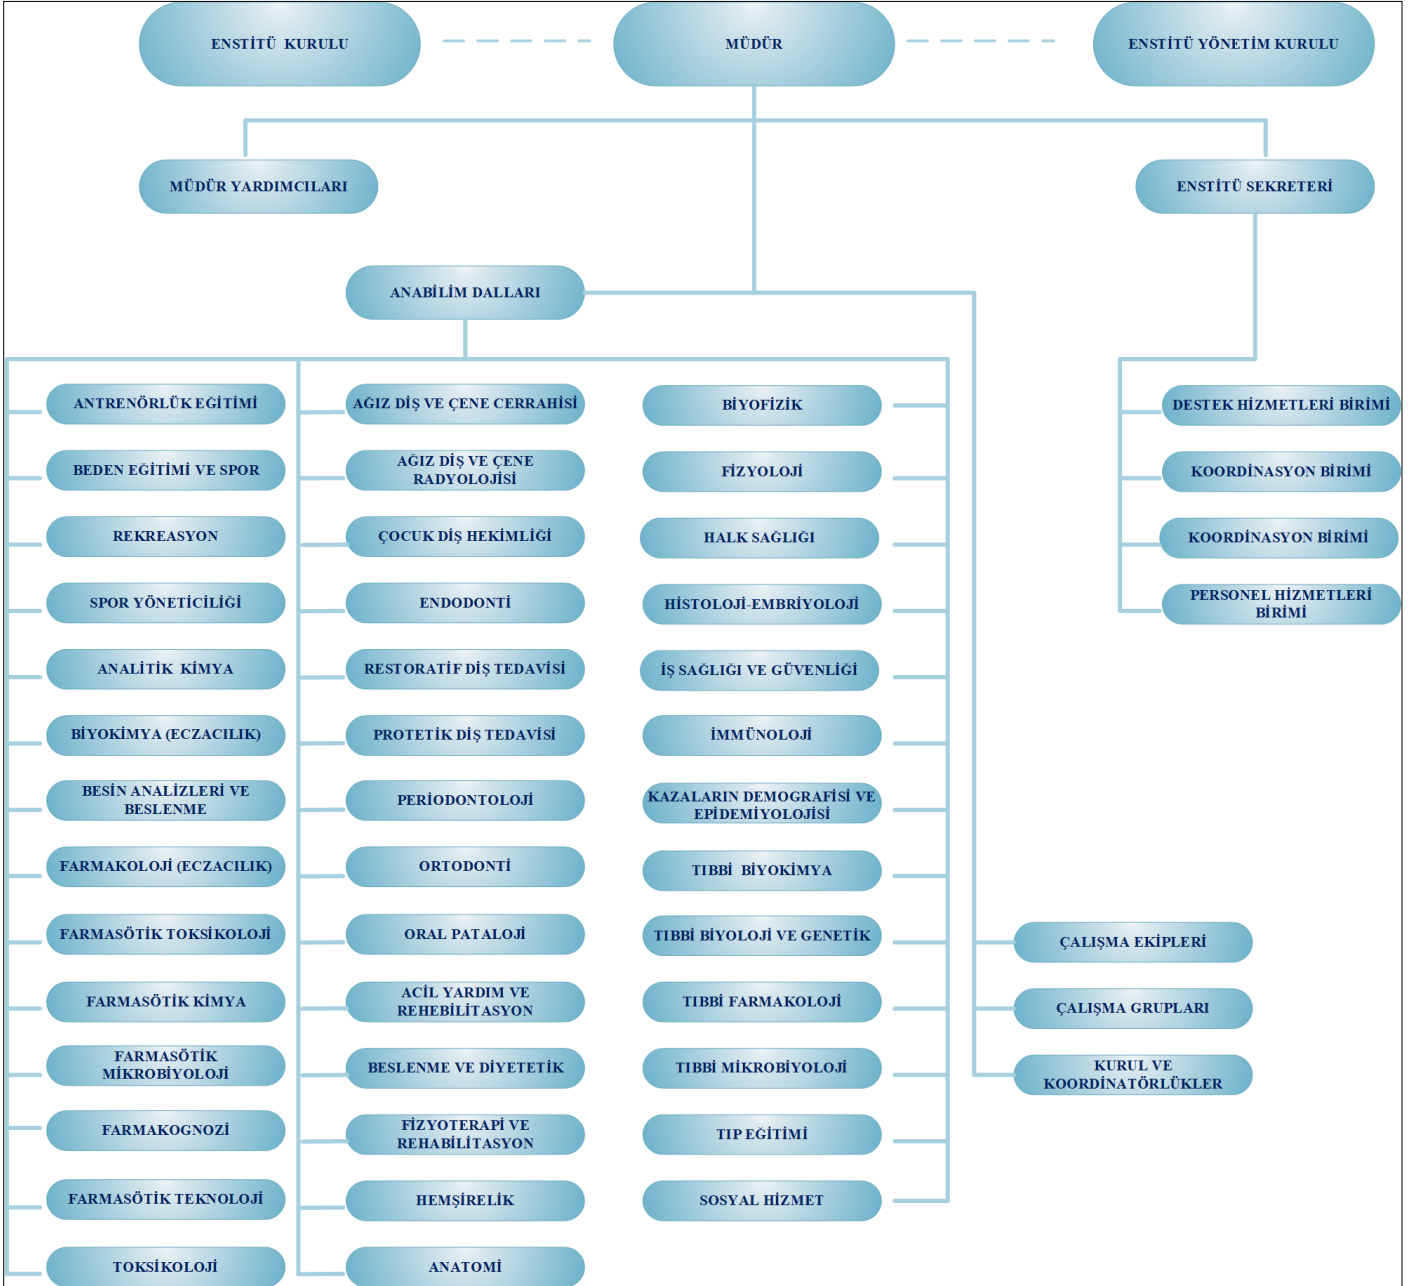 ENSTİTÜ KURULU
MÜDÜR
ENSTİTÜ YÖNETİM KURULU
MÜDÜR YARDIMCILARI
ENSTİTÜ SEKRETERİ
ANABİLİM DALLARI
ANTRENÖRLÜK EĞİTİMİ
BEDEN EĞİTİMİ VE SPOR
REKREASYON
SPOR YÖNETİCİLİĞİ
ANALİTİK KİMYA
BİYOKİMYA (ECZACILIK)
BESİN ANALİZLERİ VE
BESLENME
FARMAKOLOJİ (ECZACILIK)
FARMASÖTİK TOKSİKOLOJİ
FARMASÖTİK KİMYA
FARMASÖTİK
MİKROBİYOLOJİ
FARMAKOGNOZİ
FARMASÖTİK TEKNOLOJİ
TOKSİKOLOJİ
AĞIZ DİŞ VE ÇENE CERRAHİSİ
AĞIZ DİŞ VE ÇENE
RADYOLOJİSİ
ÇOCUK DİŞ HEKİMLİĞİ
ENDODONTİ
RESTORATİF DİŞ TEDAVİSİ
PROTETİK DİŞ TEDAVİSİ
PERİODONTOLOJİ
ORTODONTİ
ORAL PATALOJİ
ACİL YARDIM VE
REHEBİLİTASYON
BESLENME VE DİYETETİK
FİZYOTERAPİ VE
REHABİLİTASYON
HEMŞİRELİK
ANATOMİ
BİYOFİZİK
FİZYOLOJİ
HALK SAĞLIĞI
HİSTOLOJİ-EMBRİYOLOJİ
İŞ SAĞLIĞI VE GÜVENLİĞİ
İMMÜNOLOJİ
KAZALARIN DEMOGRAFİSİ VE
EPİDEMİYOLOJİSİ
TIBBİ BİYOKİMYA
TIBBİ BİYOLOJİ VE GENETİK
TIBBİ FARMAKOLOJİ
TIBBİ MİKROBİYOLOJİ
TIP EĞİTİMİ
SOSYAL HİZMET
DESTEK HİZMETLERİ BİRİMİ
KOORDİNASYON BİRİMİ
KOORDİNASYON BİRİMİ
PERSONEL HİZMETLERİ
BİRİMİ
ÇALIŞMA EKİPLERİ
ÇALIŞMA GRUPLARI
KURUL VE
KOORDİNATÖRLÜKLER